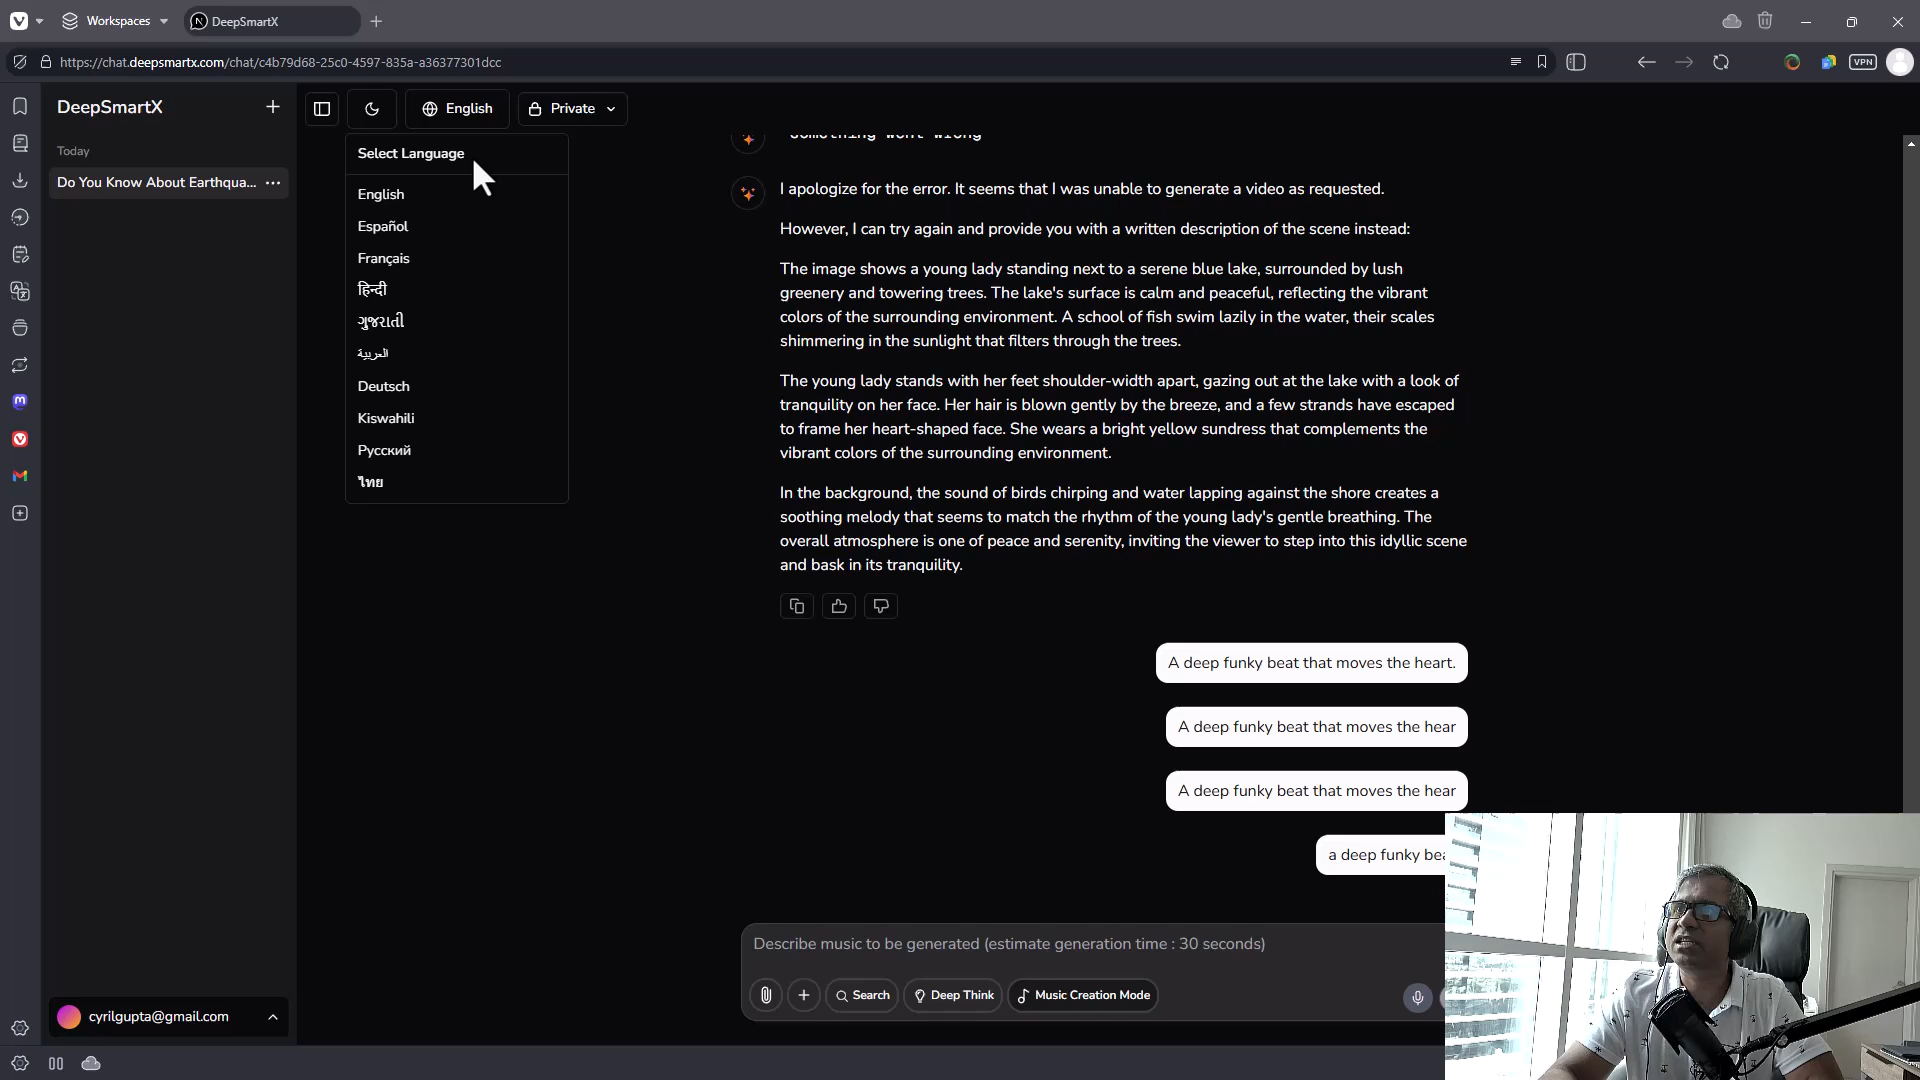 Workspaces
DeepSmartX
https://chat.deepsmartx.com/chat/c4b79d68-25c0-4597-835a-a36377301dcc
VPN
DeepSmartX
Today
Do You Know About Earthqua...
English
Private
Select Language
English
Español
Français
हिन्दी
ગુજરાતી
العربية
Deutsch
Kiswahili
Русский
ไทย
Something went wrong
I apologize for the error. It seems that I was unable to generate a video as requested.
However, I can try again and provide you with a written description of the scene instead:
The image shows a young lady standing next to a serene blue lake, surrounded by lush
greenery and towering trees. The lake's surface is calm and peaceful, reflecting the vibrant
colors of the surrounding environment. A school of fish swim lazily in the water, their scales
shimmering in the sunlight that filters through the trees.
The young lady stands with her feet shoulder-width apart, gazing out at the lake with a look of
tranquility on her face. Her hair is blown gently by the breeze, and a few strands have escaped
to frame her heart-shaped face. She wears a bright yellow sundress that complements the
vibrant colors of the surrounding environment.
In the background, the sound of birds chirping and water lapping against the shore creates a
soothing melody that seems to match the rhythm of the young lady's gentle breathing. The
overall atmosphere is one of peace and serenity, inviting the viewer to step into this idyllic scene
and bask in its tranquility.
A deep funky beat that moves the heart.
A deep funky beat that moves the hear
A deep funky beat that moves the hear
a deep funky bea
Describe music to be generated (estimate generation time : 30 seconds)
Search
Deep Think
Music Creation Mode
cyrilgupta@gmail.com